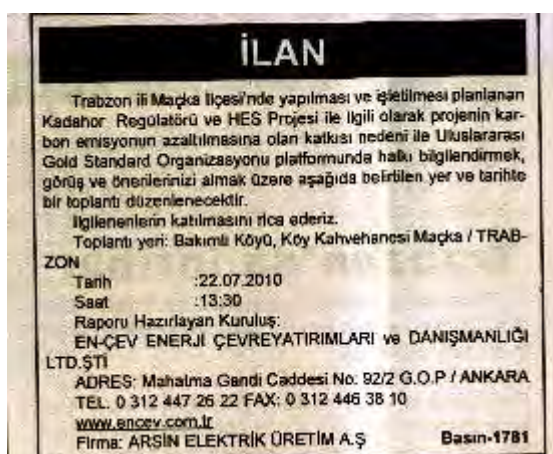 İLAN
Trabzon ili Maçka İlçesi'nde yapılması ve işletilmesi planlanan
Kadahor Regülatörü ve HES Projesi ile ilgili olarak projenin kar-
bon emisyonun azaltılmasına olan katkısı nedeni ile Uluslararası
Gold Standard Organizasyonu platformunda halkı bilgilendirmek,
görüş ve önerilerinizi almak üzere aşağıda belirtilen yer ve tarihte
bir toplantı düzenlenecektir.
İlgilenenlerin katılmasını rica ederiz.
Toplantı yeri: Bakımlı Köyü, Köy Kahvehanesi Maçka / TRAB-
ZON
Tarih :22.07.2010
Saat :13:30
Raporu Hazırlayan Kuruluş:
EN-ÇEV ENERJİ ÇEVREYATIRIMLARI ve DANIŞMANLIĞI
LTD.ŞTİ
ADRES: Mahatma Gandi Caddesi No: 92/2 G.O.P / ANKARA
TEL. 0 312 447 26 22 FAX: 0 312 446 38 10
www.encev.com.tr
Firma: ARSİN ELEKTRİK ÜRETİM A.Ş Basın-1781